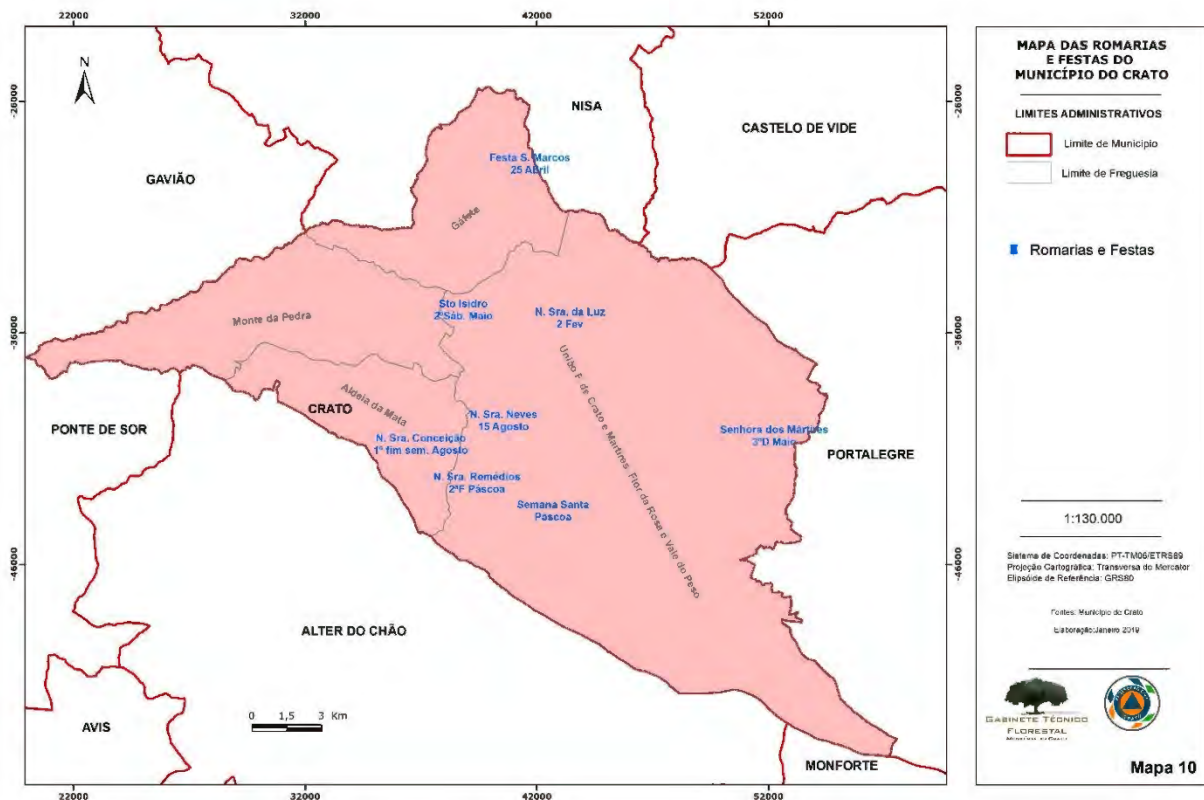 22000
32000
42000
52000
-26000
-36000
-46000
-26000
-36000
-46000
22000
32000
42000
52000
N
NISA
CASTELO DE VIDE
GAVIÃO
PONTE DE SOR
CRATO
PORTALEGRE
ALTER DO CHÃO
AVIS
MONFORTE
Festa S. Marcos
25 Abril
Gáfete
Sto Isidro
2ºSáb. Maio
N. Sra. da Luz
2 Fev
Monte da Pedra
Aldeia da Mata
União F. de Crato e Martires, Flor da Rosa e Vale do Peso
N. Sra. Neves
15 Agosto
N. Sra. Conceição
1º fim sem. Agosto
N. Sra. Remédios
2ªF Páscoa
Semana Santa
Páscoa
Senhora dos Mártires
3ºD Maio
0 1,5 3 Km
MAPA DAS ROMARIAS
E FESTAS DO
MUNICÍPIO DO CRATO
LIMITES ADMINISTRATIVOS
Limite de Municipio
Limite de Freguesia
Romarias e Festas
1:130.000
Sistema de Coordenadas: PT-TM06/ETRS89
Projeção Cartográfica: Transversa de Mercator
Elipsóide de Referência: GRS80
Fontes: Município do Crato
Elaboração:Janeiro 2019
GABINETE TÉCNICO
FLORESTAL
Mapa 10